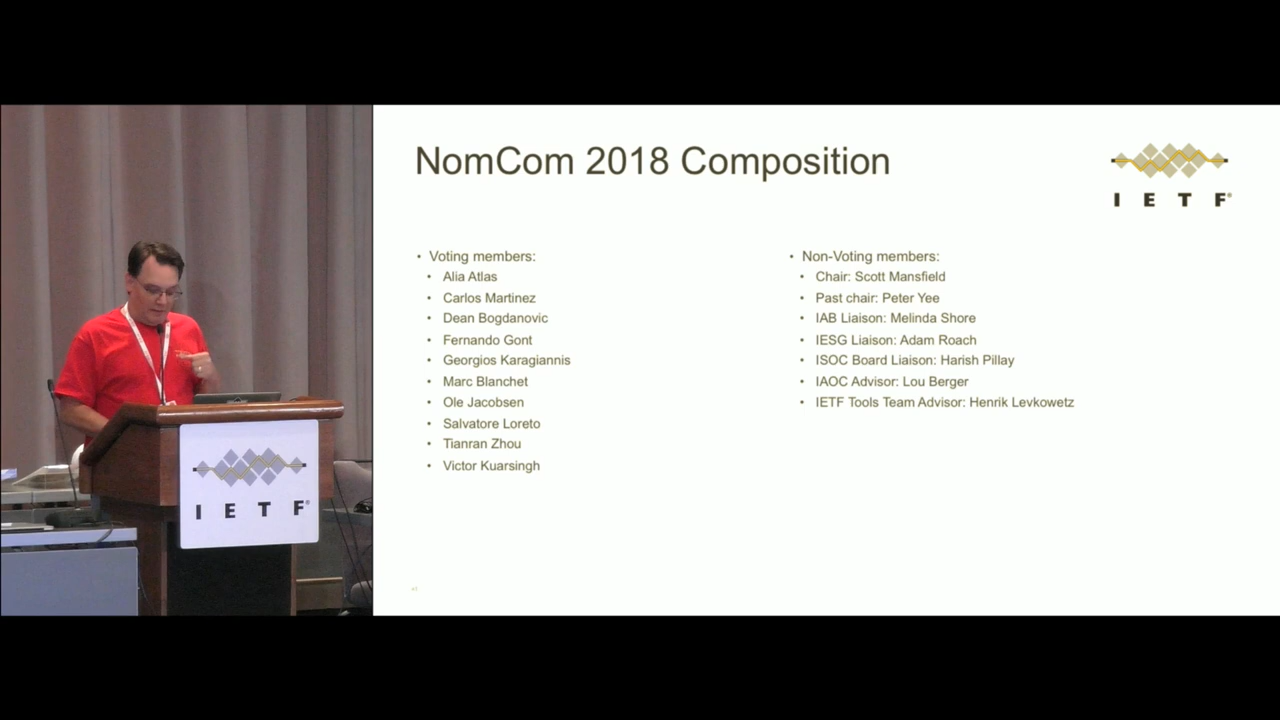 NomCom 2018 Composition
I E T F®
• Voting members:
• Alia Atlas
• Carlos Martinez
• Dean Bogdanovic
• Fernando Gont
• Georgios Karagiannis
• Marc Blanchet
• Ole Jacobsen
• Salvatore Loreto
• Tianran Zhou
• Victor Kuarsingh
• Non-Voting members:
• Chair: Scott Mansfield
• Past chair: Peter Yee
• IAB Liaison: Melinda Shore
• IESG Liaison: Adam Roach
• ISOC Board Liaison: Harish Pillay
• IAOC Advisor: Lou Berger
• IETF Tools Team Advisor: Henrik Levkowetz
I E T F®